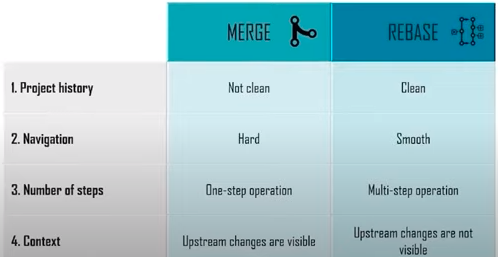 MERGE REBASE
1. Project history Not clean Clean
2. Navigation Hard Smooth
3. Number of steps One-step operation Multi-step operation
4. Context Upstream changes are visible Upstream changes are not visible